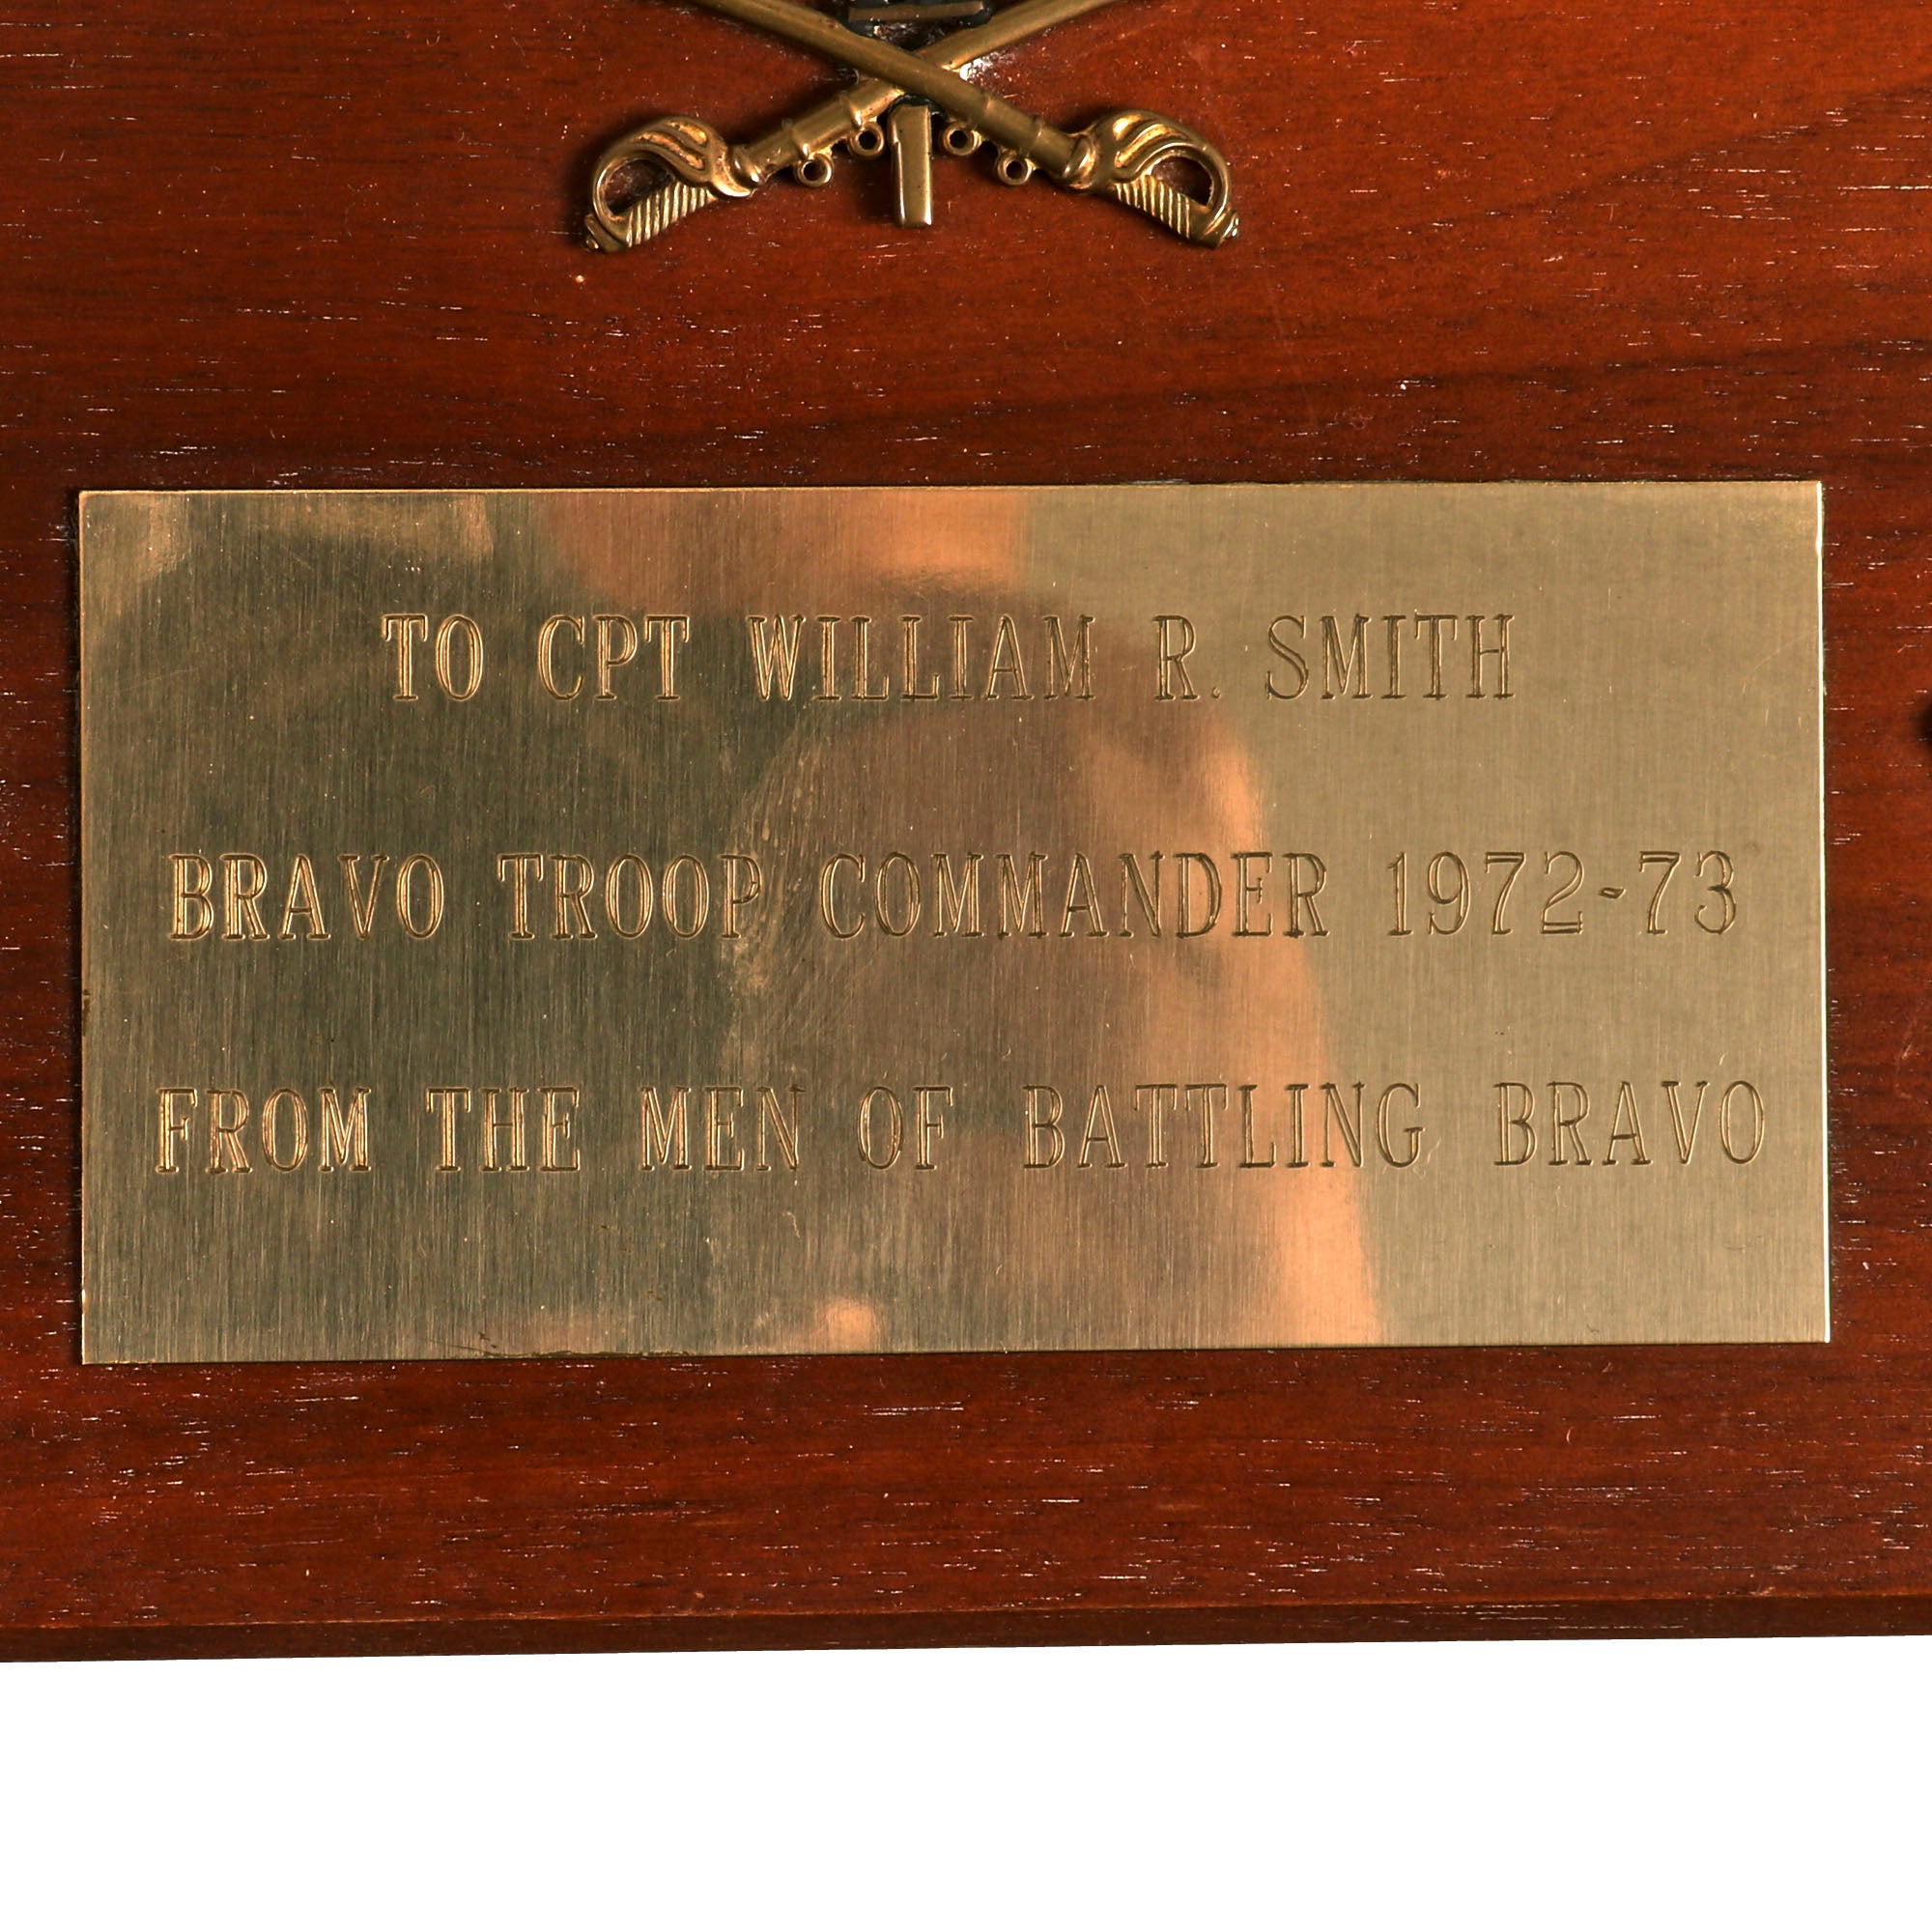 TO CPT WILLIAM R. SMITH
BRAVO TROOP COMMANDER 1972-73
FROM THE MEN OF BATTLING BRAVO